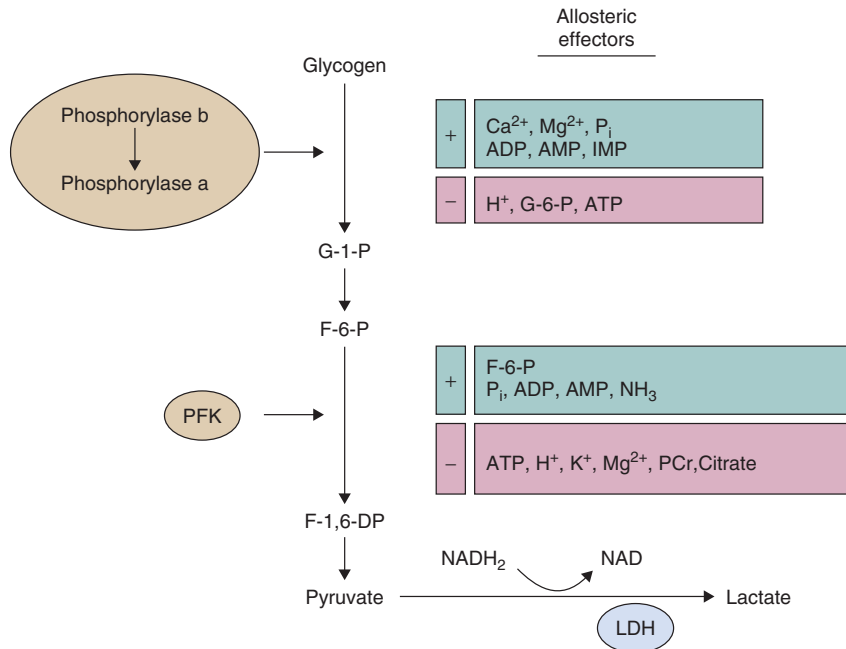 Allosteric
effectors
Glycogen
Phosphorylase b
Phosphorylase a
+
Ca²⁺, Mg²⁺, Pᵢ
ADP, AMP, IMP
−
H⁺, G-6-P, ATP
G-1-P
F-6-P
PFK
+
F-6-P
Pᵢ, ADP, AMP, NH₃
−
ATP, H⁺, K⁺, Mg²⁺, PCr,Citrate
F-1,6-DP
NADH₂ NAD
Pyruvate Lactate
LDH